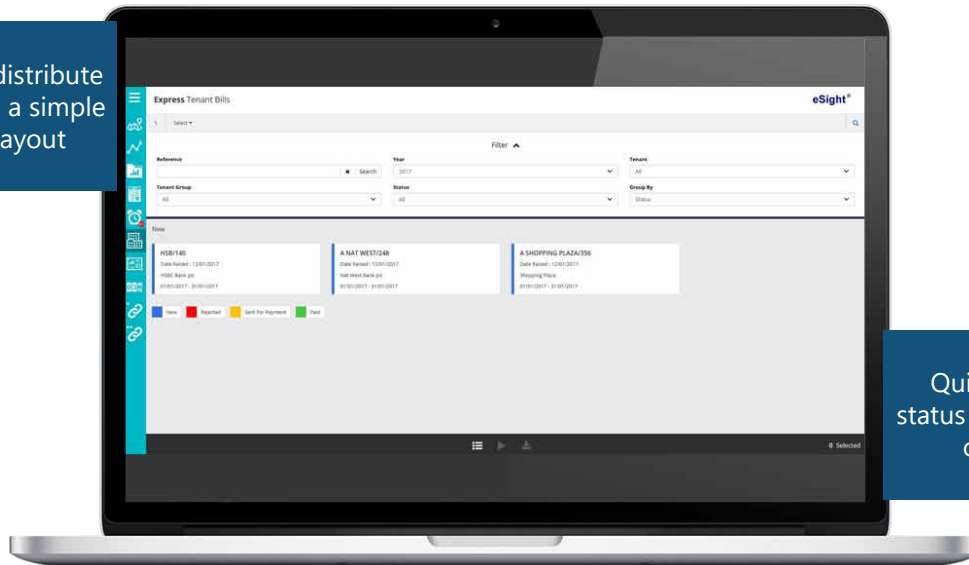 distribute
a simple
ayout
Express Tenant Bills
eSight®
Select
Filter
Reference
Year
Tenant
Search
2017
All
Tenant Group
Status
Group By
All
All
Status
New
HSB/140
Date Raised : 12/01/2017
HSBC Bank plc
01/01/2017 - 31/01/2017
A NAT WEST/248
Date Raised : 12/01/2017
Nat West Bank plc
01/01/2017 - 31/01/2017
A SHOPPING PLAZA/356
Date Raised : 12/01/2017
Shopping Plaza
01/01/2017 - 31/01/2017
New
Rejected
Sent For Payment
Paid
0 Selected
Qui
status